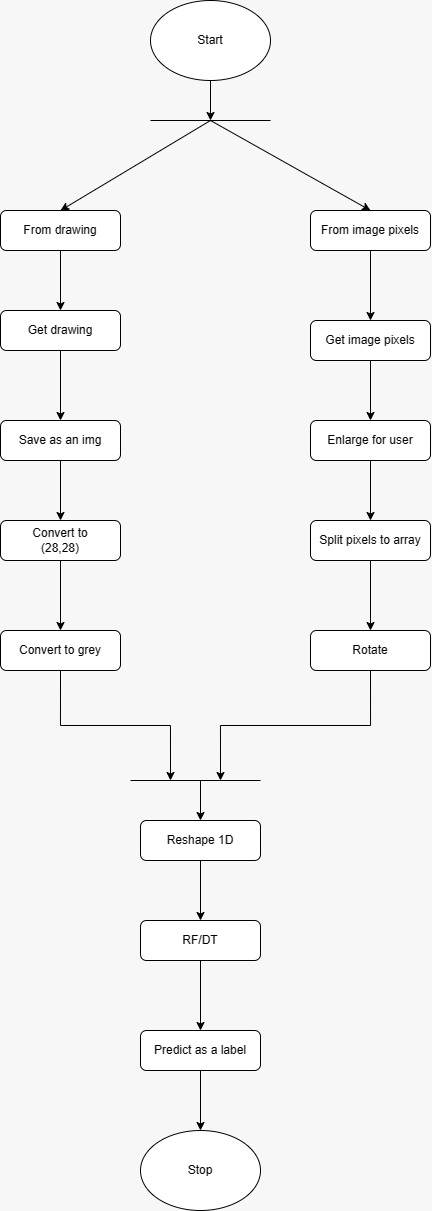 Start
From drawing
From image pixels
Get drawing
Get image pixels
Save as an img
Enlarge for user
Convert to
(28,28)
Split pixels to array
Convert to grey
Rotate
Reshape 1D
RF/DT
Predict as a label
Stop